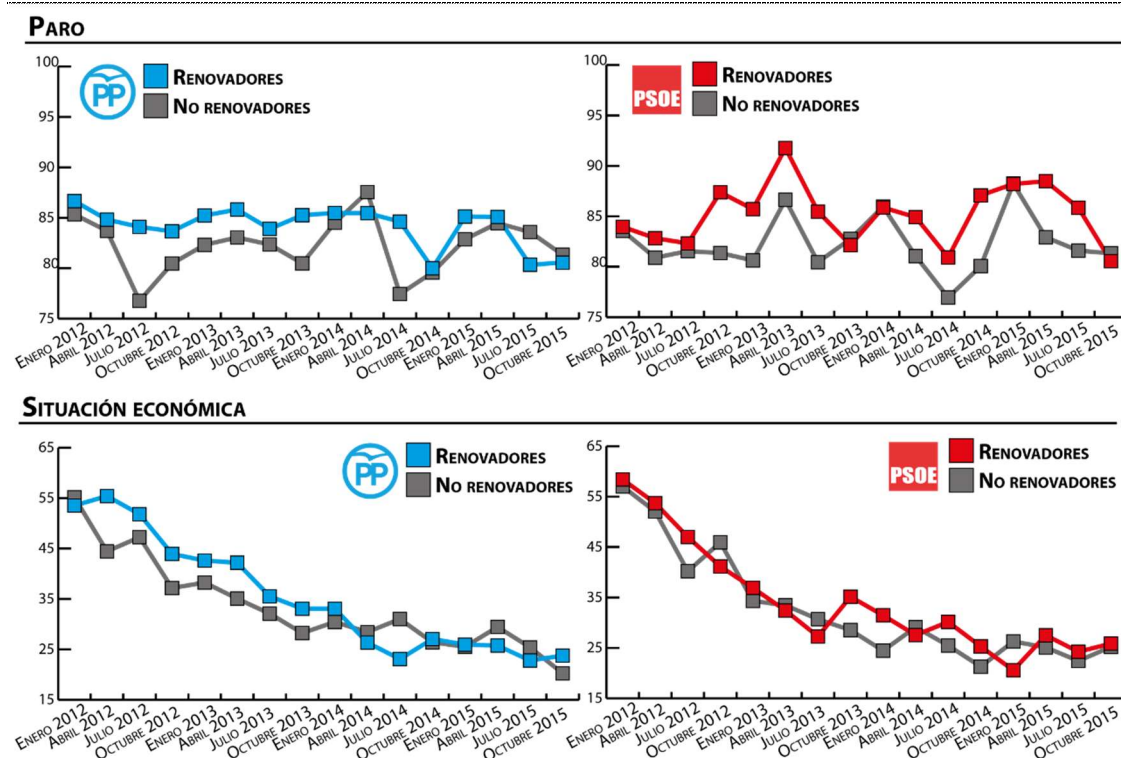 PARO
PP
RENOVADORES
NO RENOVADORES
100
95
90
85
80
75
ENERO 2012
ABRIL 2012
JULIO 2012
OCTUBRE 2012
ENERO 2013
ABRIL 2013
JULIO 2013
OCTUBRE 2013
ENERO 2014
ABRIL 2014
JULIO 2014
OCTUBRE 2014
ENERO 2015
ABRIL 2015
JULIO 2015
OCTUBRE 2015
PSOE
RENOVADORES
NO RENOVADORES
100
95
90
85
80
75
ENERO 2012
ABRIL 2012
JULIO 2012
OCTUBRE 2012
ENERO 2013
ABRIL 2013
JULIO 2013
OCTUBRE 2013
ENERO 2014
ABRIL 2014
JULIO 2014
OCTUBRE 2014
ENERO 2015
ABRIL 2015
JULIO 2015
OCTUBRE 2015
SITUACIÓN ECONÓMICA
PP
RENOVADORES
NO RENOVADORES
65
55
45
35
25
15
ENERO 2012
ABRIL 2012
JULIO 2012
OCTUBRE 2012
ENERO 2013
ABRIL 2013
JULIO 2013
OCTUBRE 2013
ENERO 2014
ABRIL 2014
JULIO 2014
OCTUBRE 2014
ENERO 2015
ABRIL 2015
JULIO 2015
OCTUBRE 2015
PSOE
RENOVADORES
NO RENOVADORES
65
55
45
35
25
15
ENERO 2012
ABRIL 2012
JULIO 2012
OCTUBRE 2012
ENERO 2013
ABRIL 2013
JULIO 2013
OCTUBRE 2013
ENERO 2014
ABRIL 2014
JULIO 2014
OCTUBRE 2014
ENERO 2015
ABRIL 2015
JULIO 2015
OCTUBRE 2015